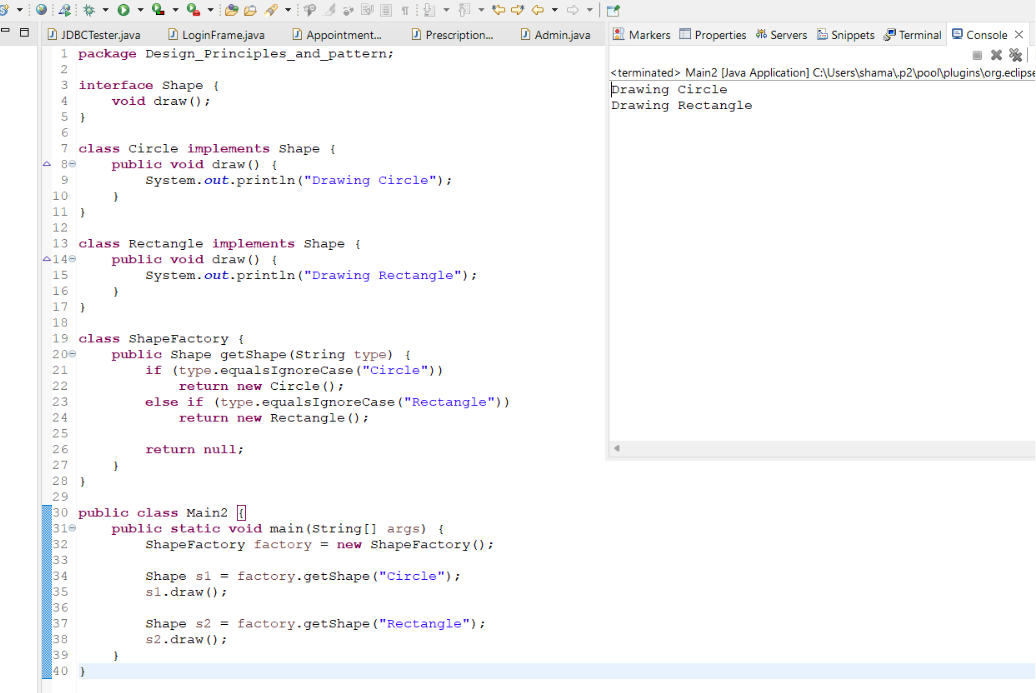 JDBCTester.java LoginFrame.java Appointment... Prescription... Admin.java
Markers Properties Servers Snippets Terminal Console
<terminated> Main2 [Java Application] C:\Users\shama\.p2\pool\plugins\org.eclipse
Drawing Circle
Drawing Rectangle
1 package Design_Principles_and_pattern;
2
3 interface Shape {
4     void draw();
5 }
6
7 class Circle implements Shape {
8     public void draw() {
9         System.out.println("Drawing Circle");
10     }
11 }
12
13 class Rectangle implements Shape {
14     public void draw() {
15         System.out.println("Drawing Rectangle");
16     }
17 }
18
19 class ShapeFactory {
20     public Shape getShape(String type) {
21         if (type.equalsIgnoreCase("Circle"))
22             return new Circle();
23         else if (type.equalsIgnoreCase("Rectangle"))
24             return new Rectangle();
25
26         return null;
27     }
28 }
29
30 public class Main2 {
31     public static void main(String[] args) {
32         ShapeFactory factory = new ShapeFactory();
33
34         Shape s1 = factory.getShape("Circle");
35         s1.draw();
36
37         Shape s2 = factory.getShape("Rectangle");
38         s2.draw();
39     }
40 }